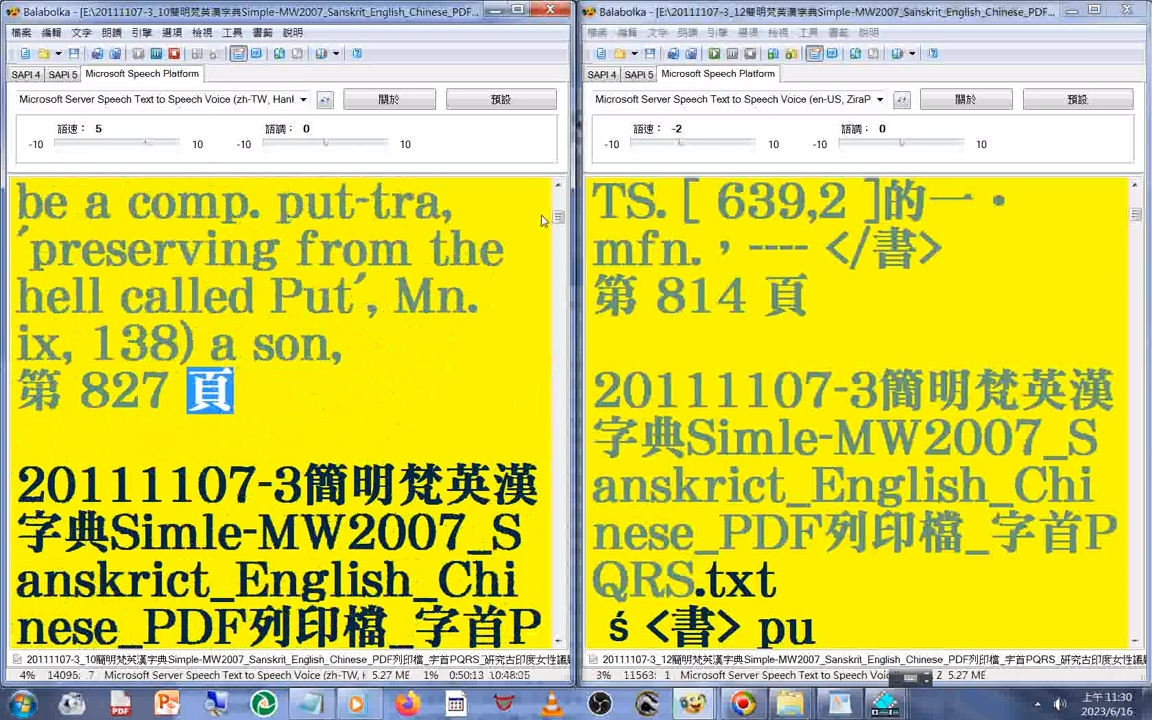 Balabolka - [E:\20111107-3_10簡明梵英漢字典Simple-MW2007_Sanskrit_English_Chinese_PDF...
檔案 編輯 文字 朗讀 引擎 選項 檢視 工具 書籤 說明
SAPI 4 SAPI 5 Microsoft Speech Platform
Microsoft Server Speech Text to Speech Voice (zh-TW, Hanl 關於 預設
語速： 5 語調： 0
-10 10 -10 10
be a comp. put-tra,
´preserving from the
hell called Put´, Mn.
ix, 138) a son,
第 827 頁
20111107-3簡明梵英漢
字典Simle-MW2007_S
anskrict_English_Chi
nese_PDF列印檔_字首P
20111107-3_10簡明梵英漢字典Simple-MW2007_Sanskrit_English_Chinese_PDF列印檔_字首PQRS_研究古印度女性議
4% 14095: 7 Microsoft Server Speech Text to Speech Voice (zh-TW, H 5.27 MB 1% 0:50:13 10:48:05
Balabolka - [E:\20111107-3_12簡明梵英漢字典Simple-MW2007_Sanskrit_English_Chinese_PDF...
檔案 編輯 文字 朗讀 引擎 選項 檢視 工具 書籤 說明
SAPI 4 SAPI 5 Microsoft Speech Platform
Microsoft Server Speech Text to Speech Voice (en-US, ZiraP 關於 預設
語速： -2 語調： 0
-10 10 -10 10
TS. [ 639,2 ]的一・
mfn.，---- </書>
第 814 頁
20111107-3簡明梵英漢
字典Simle-MW2007_S
anskrict_English_Chi
nese_PDF列印檔_字首P
QRS.txt
ś <書> pu
20111107-3_12簡明梵英漢字典Simple-MW2007_Sanskrit_English_Chinese_PDF列印檔_字首PQRS_研究古印度女性議
3% 11563: 1 Microsoft Server Speech Text to Speech Voice (en-US, Z 5.27 MB
上午 11:30
2023/6/16